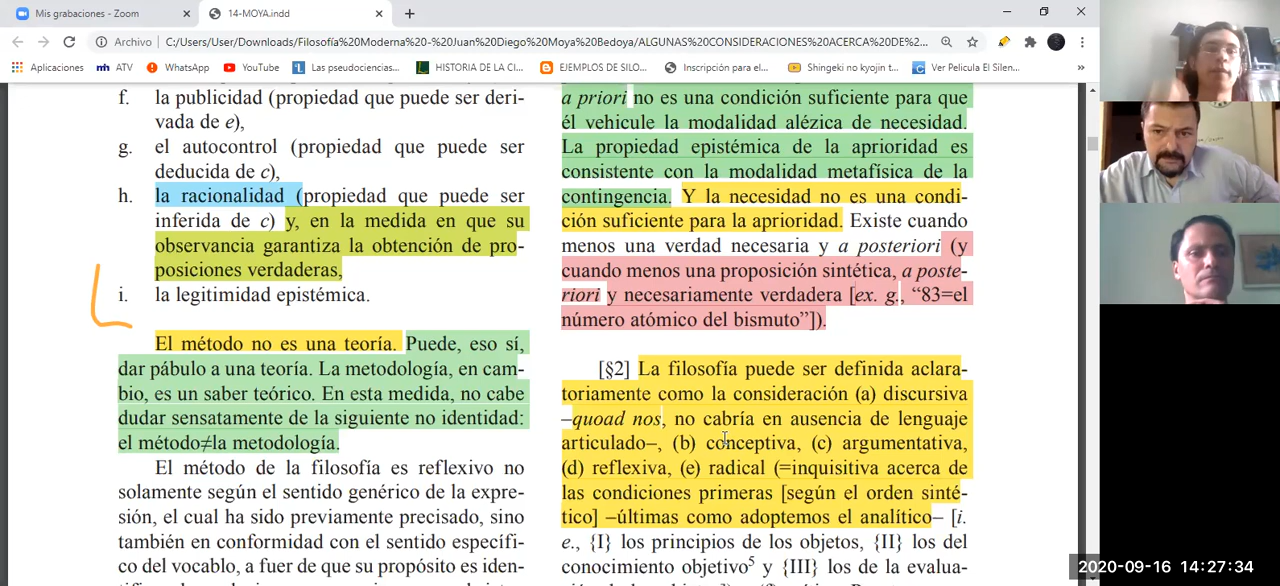 Mis grabaciones - Zoom
14-MOYA.indd
Archivo
C:/Users/User/Downloads/Filosofía%20Moderna%20-%20Juan%20Diego%20Moya%20Bedoya/ALGUNAS%20CONSIDERACIONES%20ACERCA%20DE%...
Aplicaciones
mh ATV
WhatsApp
YouTube
Las pseudociencias...
HISTORIA DE LA CI...
EJEMPLOS DE SILO...
Inscripción para el...
Shingeki no kyojin t...
Ver Pelicula El Silen...
»
f. la publicidad (propiedad que puede ser deri-
vada de e),
g. el autocontrol (propiedad que puede ser
deducida de c),
h. la racionalidad (propiedad que puede ser
inferida de c) y, en la medida en que su
observancia garantiza la obtención de pro-
posiciones verdaderas,
i. la legitimidad epistémica.
El método no es una teoría. Puede, eso sí,
dar pábulo a una teoría. La metodología, en cam-
bio, es un saber teórico. En esta medida, no cabe
dudar sensatamente de la siguiente no identidad:
el método≠la metodología.
El método de la filosofía es reflexivo no
solamente según el sentido genérico de la expre-
sión, el cual ha sido previamente precisado, sino
también en conformidad con el sentido específi-
co del vocablo, a fuer de que su propósito es iden-
a priori no es una condición suficiente para que
él vehicule la modalidad alézica de necesidad.
La propiedad epistémica de la aprioridad es
consistente con la modalidad metafísica de la
contingencia. Y la necesidad no es una condi-
ción suficiente para la aprioridad. Existe cuando
menos una verdad necesaria y a posteriori (y
cuando menos una proposición sintética, a poste-
riori y necesariamente verdadera [ex. g., “83=el
número atómico del bismuto”]).
[§2] La filosofía puede ser definida aclara-
toriamente como la consideración (a) discursiva
–quoad nos, no cabría en ausencia de lenguaje
articulado–, (b) conceptiva, (c) argumentativa,
(d) reflexiva, (e) radical (=inquisitiva acerca de
las condiciones primeras [según el orden sinté-
tico] –últimas como adoptemos el analítico– [i.
e., {I} los principios de los objetos, {II} los del
conocimiento objetivo5 y {III} los de la evalua-
2020-09-16 14:27:34